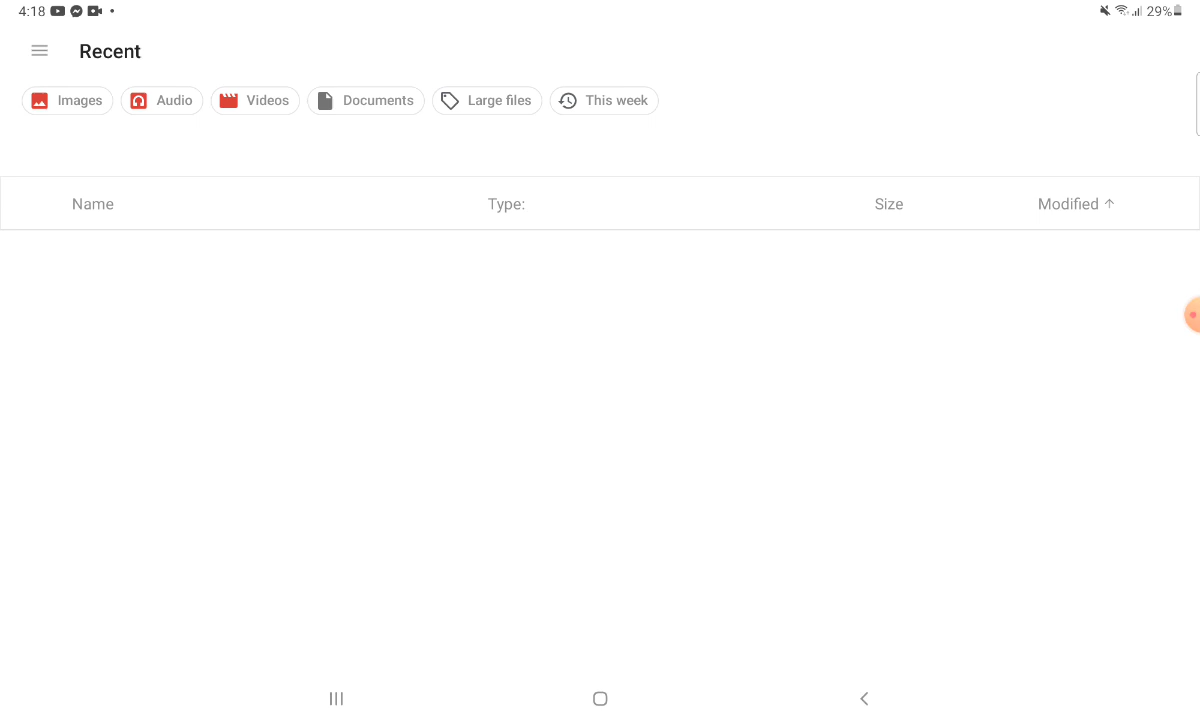 4:18 29%
Recent
Images Audio Videos Documents Large files This week
Name Type: Size Modified ↑